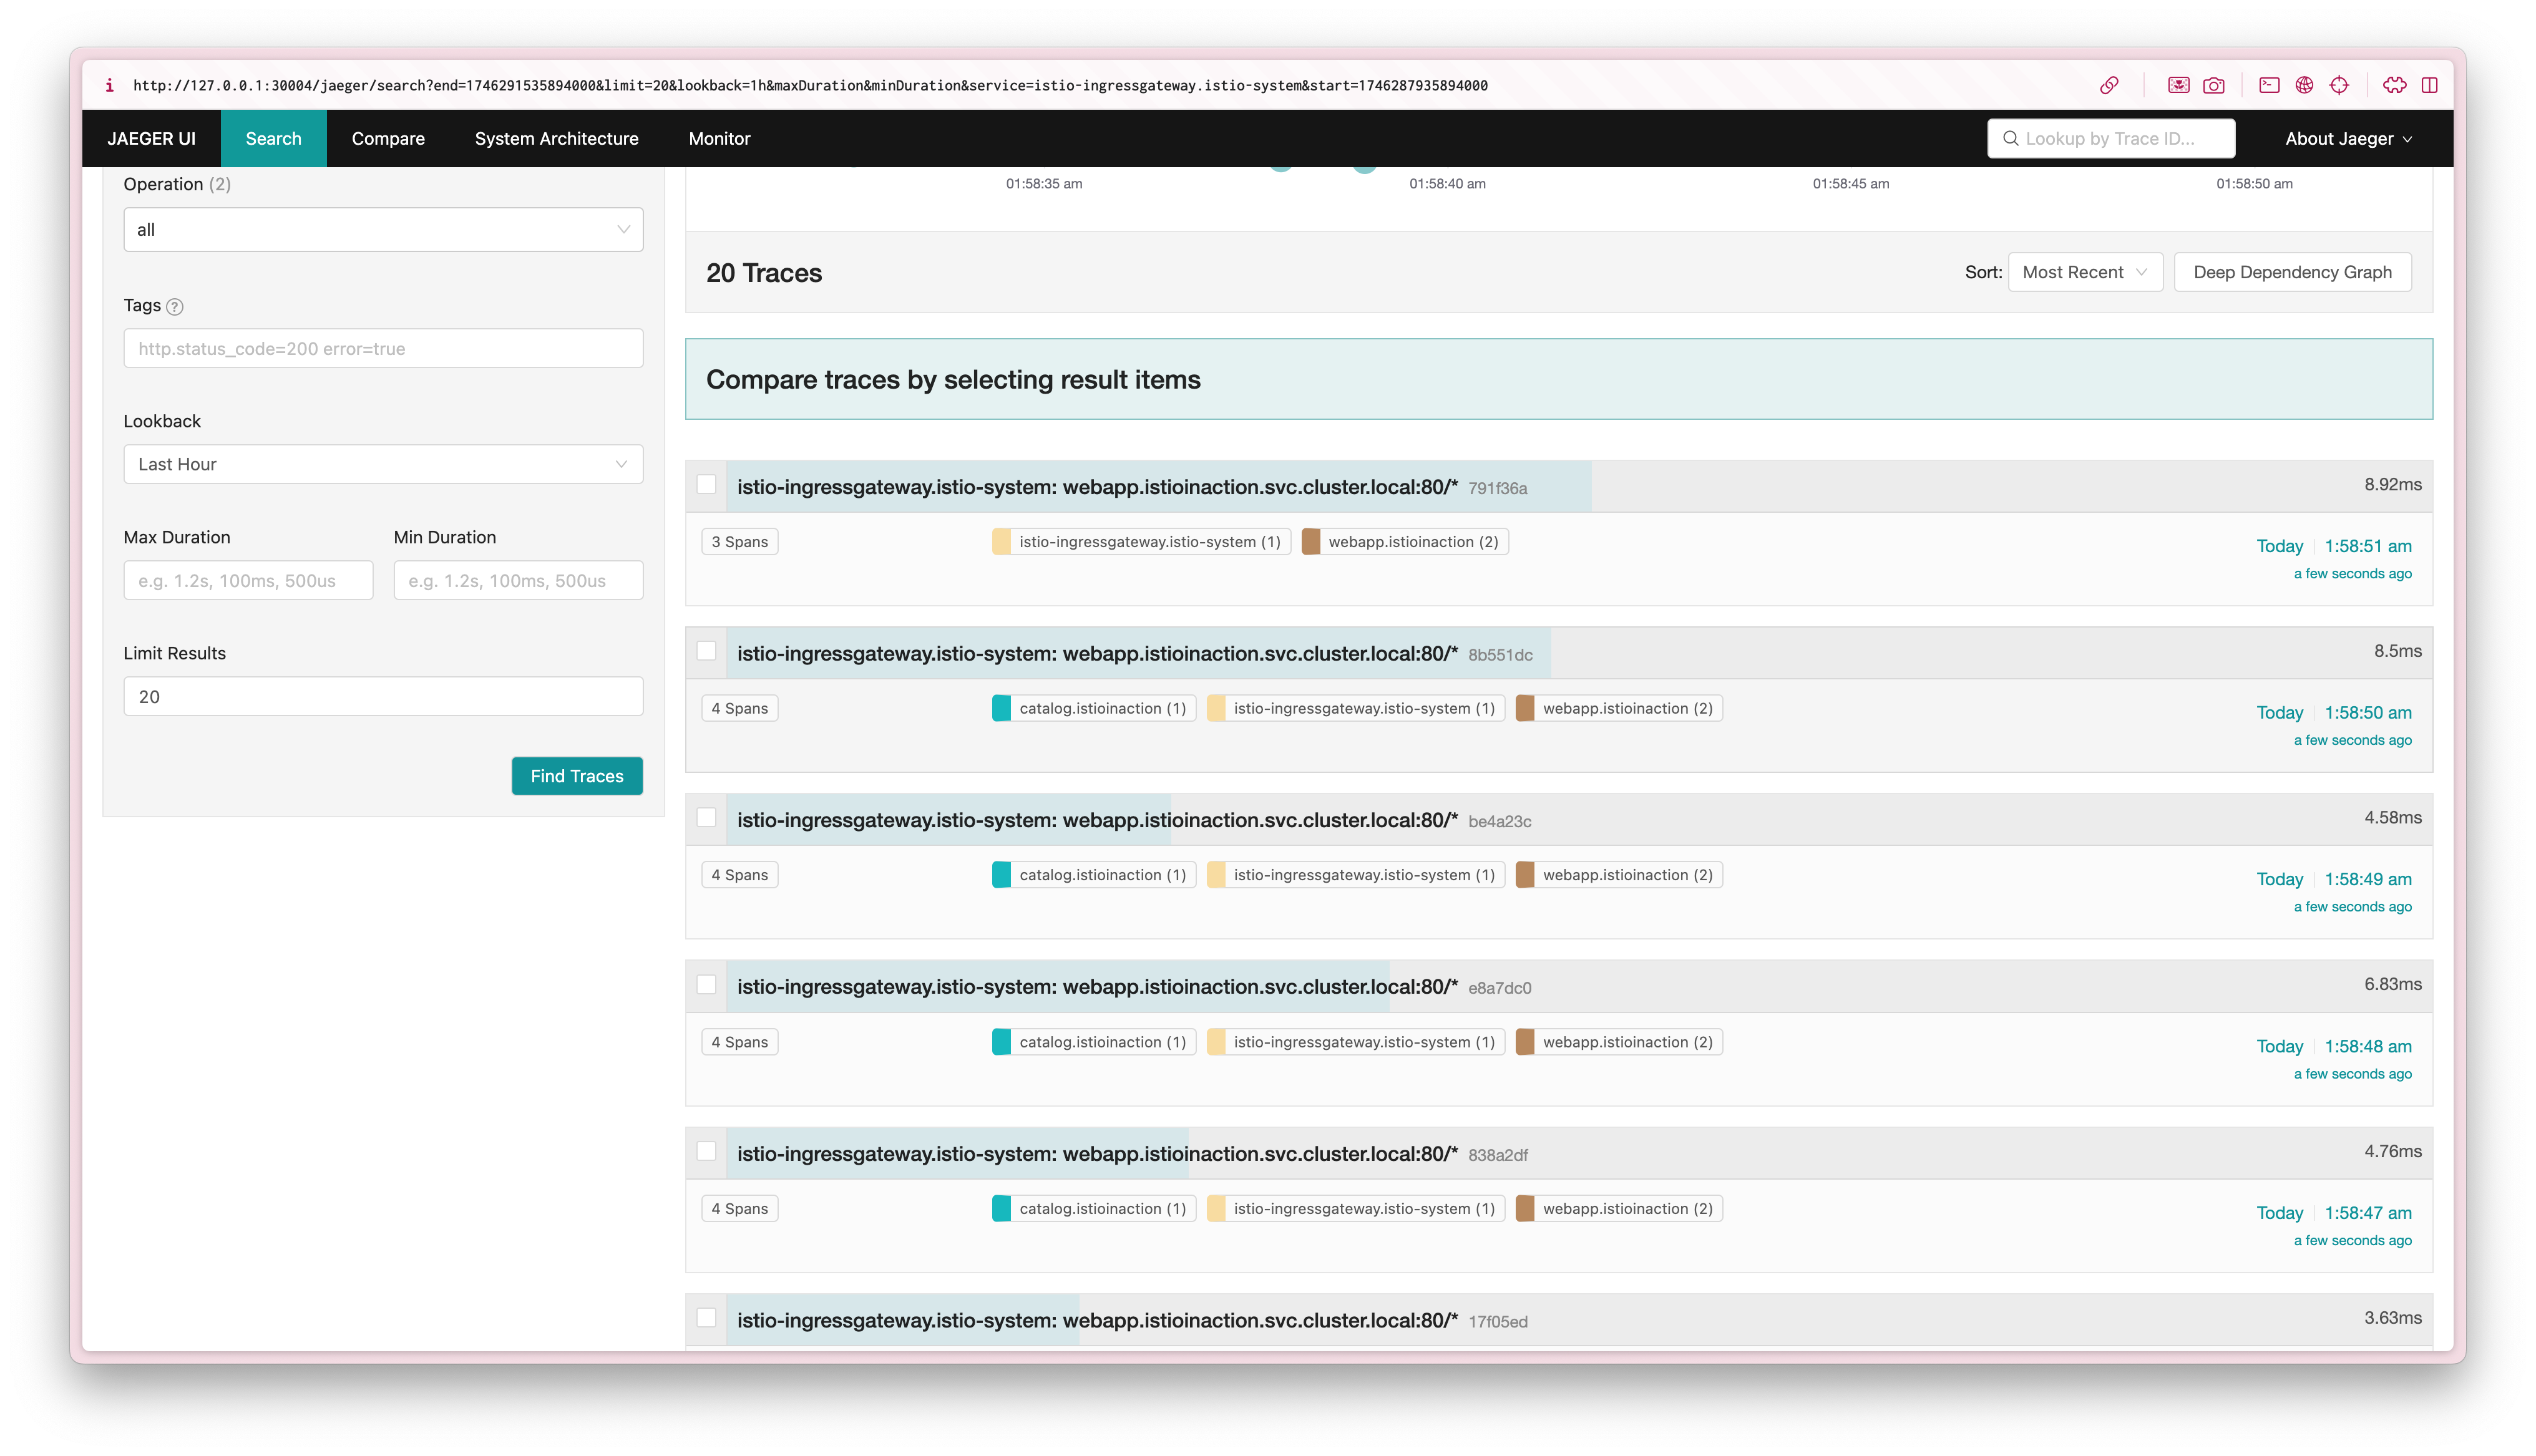 i http://127.0.0.1:30004/jaeger/search?end=1746291535894000&limit=20&lookback=1h&maxDuration&minDuration&service=istio-ingressgateway.istio-system&start=1746287935894000
JAEGER UI Search Compare System Architecture Monitor Lookup by Trace ID... About Jaeger
Operation (2)
all
Tags ?
http.status_code=200 error=true
Lookback
Last Hour
Max Duration Min Duration
e.g. 1.2s, 100ms, 500us e.g. 1.2s, 100ms, 500us
Limit Results
20
Find Traces
01:58:35 am 01:58:40 am 01:58:45 am 01:58:50 am
20 Traces Sort: Most Recent Deep Dependency Graph
Compare traces by selecting result items
istio-ingressgateway.istio-system: webapp.istioinaction.svc.cluster.local:80/* 791f36a 8.92ms
3 Spans istio-ingressgateway.istio-system (1) webapp.istioinaction (2) Today 1:58:51 am
a few seconds ago
istio-ingressgateway.istio-system: webapp.istioinaction.svc.cluster.local:80/* 8b551dc 8.5ms
4 Spans catalog.istioinaction (1) istio-ingressgateway.istio-system (1) webapp.istioinaction (2) Today 1:58:50 am
a few seconds ago
istio-ingressgateway.istio-system: webapp.istioinaction.svc.cluster.local:80/* be4a23c 4.58ms
4 Spans catalog.istioinaction (1) istio-ingressgateway.istio-system (1) webapp.istioinaction (2) Today 1:58:49 am
a few seconds ago
istio-ingressgateway.istio-system: webapp.istioinaction.svc.cluster.local:80/* e8a7dc0 6.83ms
4 Spans catalog.istioinaction (1) istio-ingressgateway.istio-system (1) webapp.istioinaction (2) Today 1:58:48 am
a few seconds ago
istio-ingressgateway.istio-system: webapp.istioinaction.svc.cluster.local:80/* 838a2df 4.76ms
4 Spans catalog.istioinaction (1) istio-ingressgateway.istio-system (1) webapp.istioinaction (2) Today 1:58:47 am
a few seconds ago
istio-ingressgateway.istio-system: webapp.istioinaction.svc.cluster.local:80/* 17f05ed 3.63ms